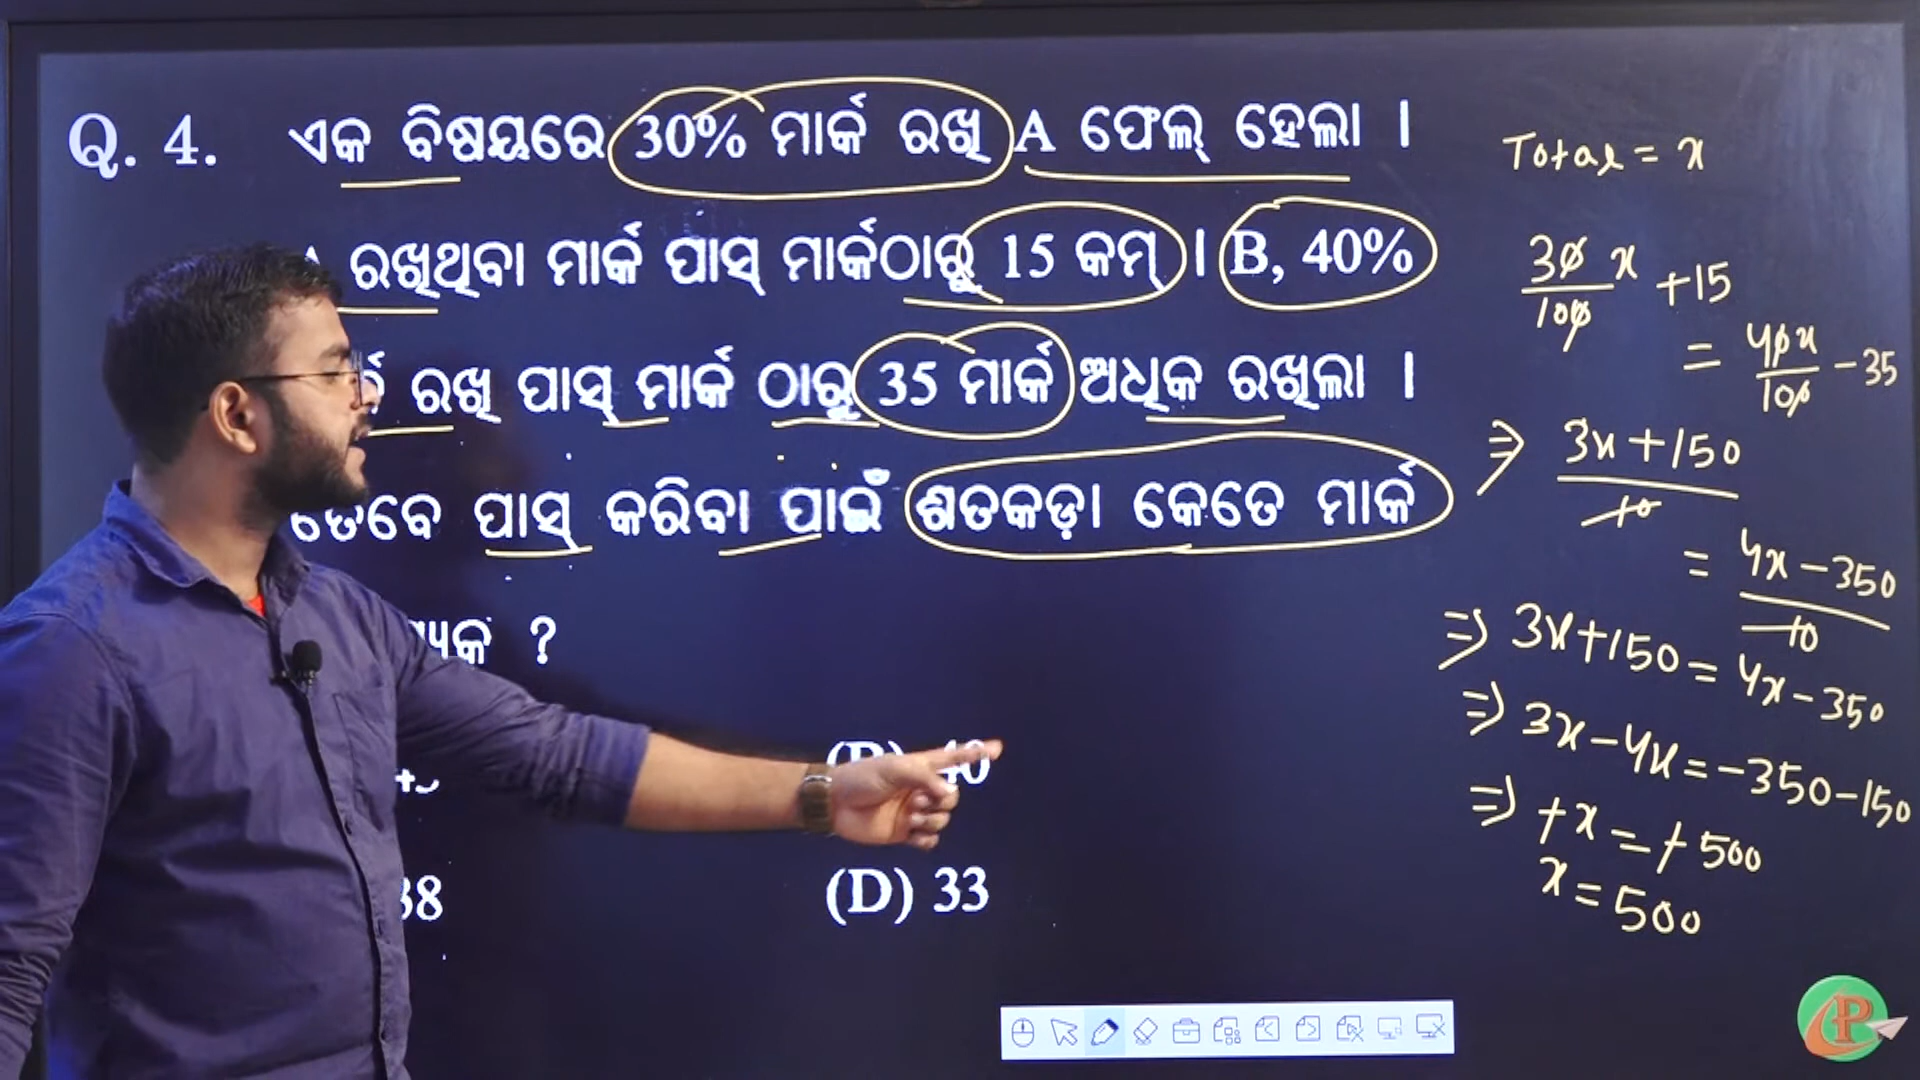 Q. 4. ଏକ ବିଷୟରେ 30% ମାର୍କ ରଖି A ଫେଲ୍ ହେଲା ।
ରଖିଥିବା ମାର୍କ ପାସ୍ ମାର୍କଠାରୁ 15 କମ୍ । B, 40%
ରଖି ପାସ୍ ମାର୍କ ଠାରୁ 35 ମାର୍କ ଅଧିକ ରଖିଲା ।
ତେବେ ପାସ୍ କରିବା ପାଇଁ ଶତକଡ଼ା କେତେ ମାର୍କ
?
(B) 40
38
(D) 33
Total = x
30/100 x + 15
= 40x/100 - 35
⇒ 3x + 150 / 10
= 4x - 350 / 10
⇒ 3x + 150 = 4x - 350
⇒ 3x - 4x = -350 - 150
⇒ +x = +500
x = 500
P